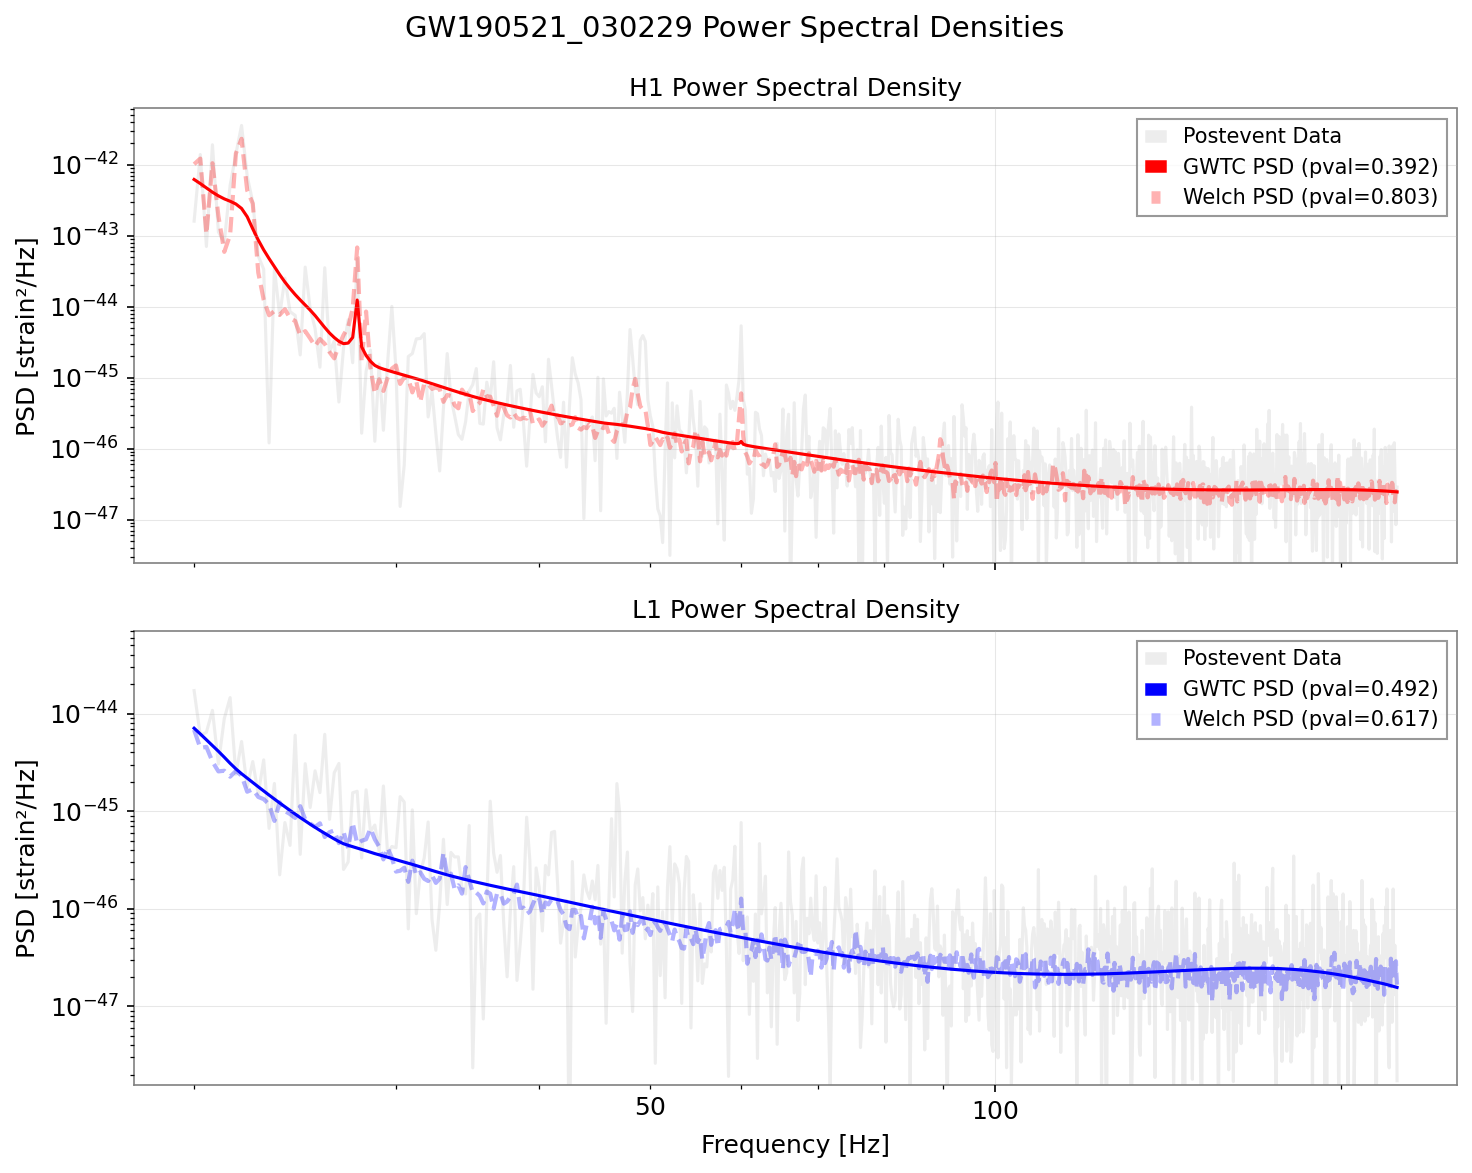 GW190521_030229 Power Spectral Densities
H1 Power Spectral Density
Postevent Data
GWTC PSD (pval=0.392)
Welch PSD (pval=0.803)
PSD [strain²/Hz]
10⁻⁴²
10⁻⁴³
10⁻⁴⁴
10⁻⁴⁵
10⁻⁴⁶
10⁻⁴⁷
L1 Power Spectral Density
Postevent Data
GWTC PSD (pval=0.492)
Welch PSD (pval=0.617)
PSD [strain²/Hz]
10⁻⁴⁴
10⁻⁴⁵
10⁻⁴⁶
10⁻⁴⁷
50
100
Frequency [Hz]